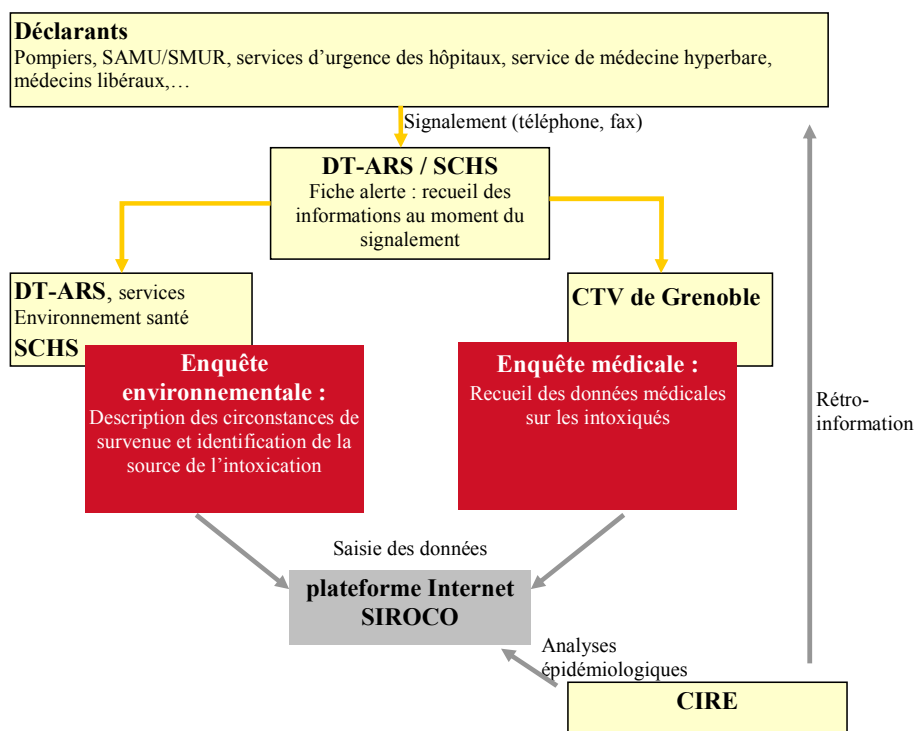 Déclarants
Pompiers, SAMU/SMUR, services d’urgence des hôpitaux, service de médecine hyperbare,
médecins libéraux,…
Signalement (téléphone, fax)
DT-ARS / SCHS
Fiche alerte : recueil des
informations au moment du
signalement
DT-ARS, services
Environnement santé
SCHS
CTV de Grenoble
Enquête
environnementale :
Description des circonstances de
survenue et identification de la
source de l’intoxication
Enquête médicale :
Recueil des données médicales
sur les intoxiqués
Rétro-
information
Saisie des données
plateforme Internet
SIROCO
Analyses
épidémiologiques
CIRE